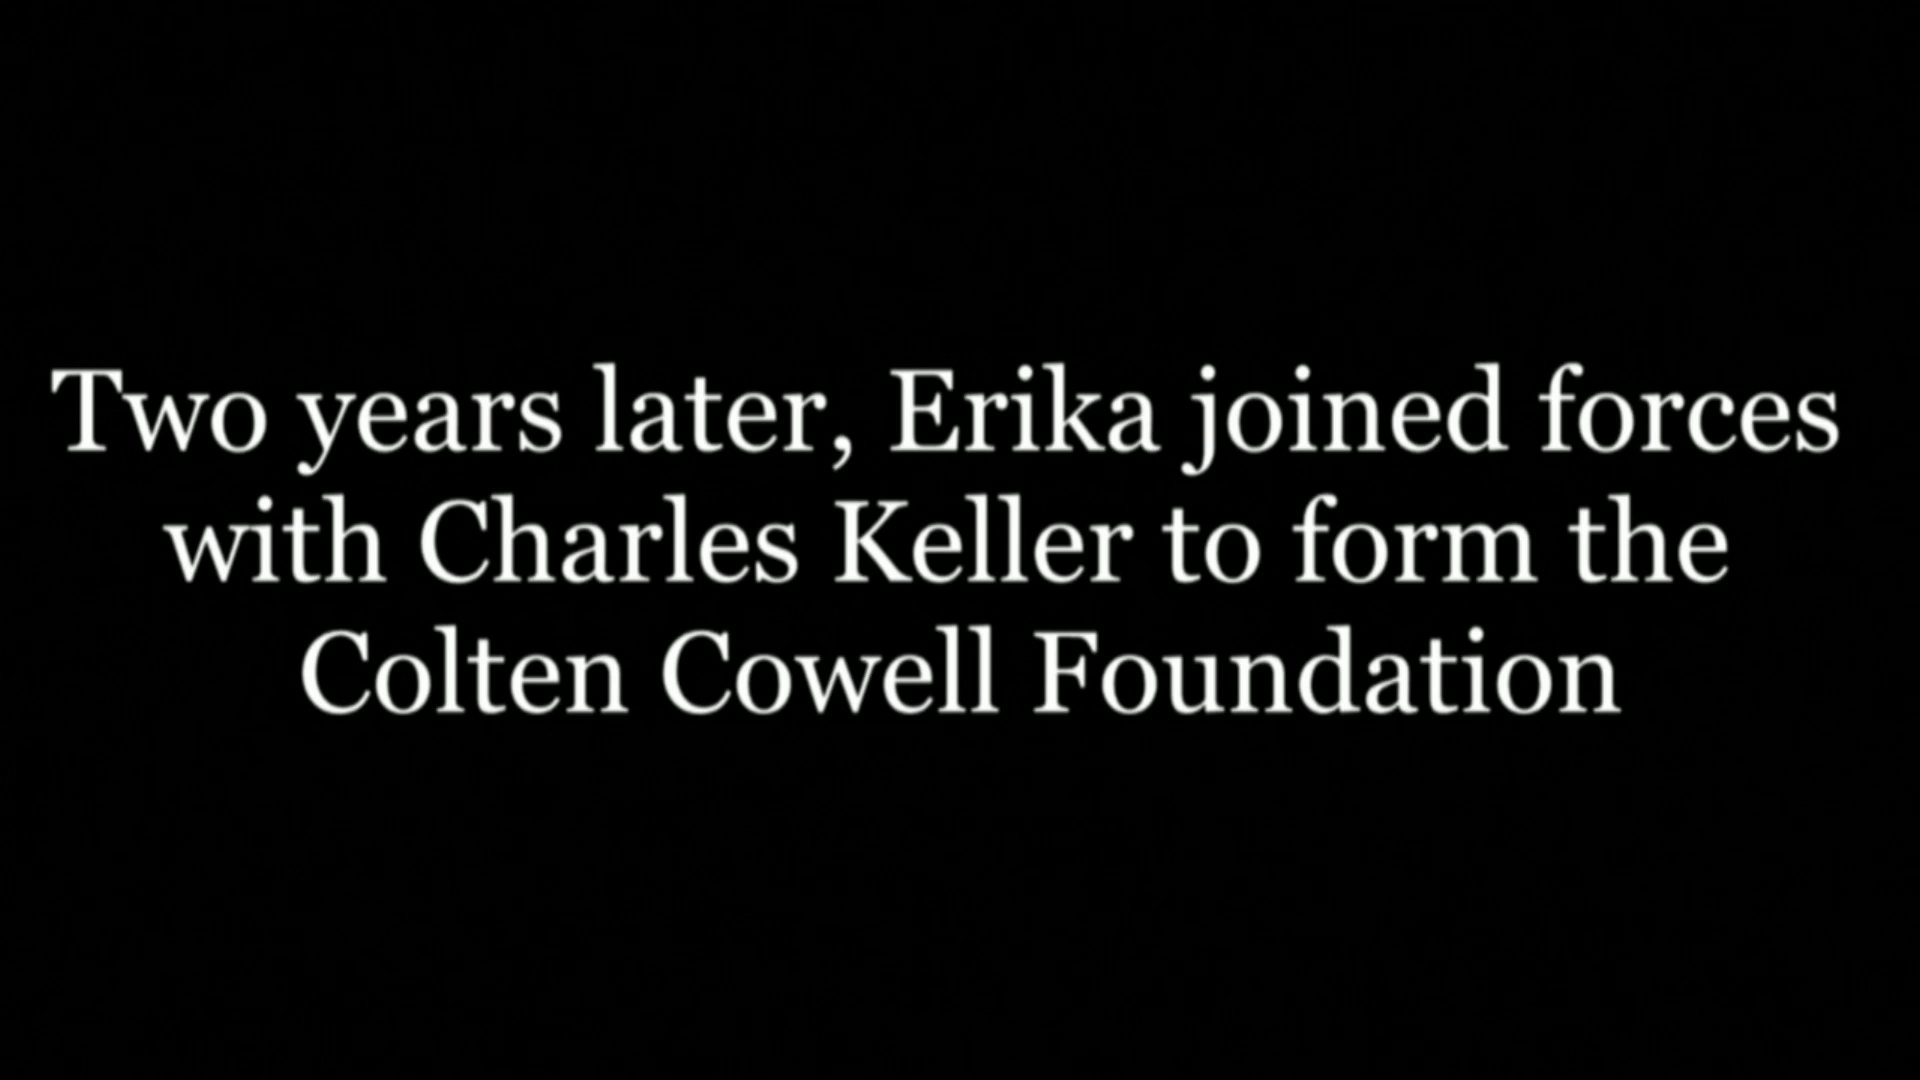 Two years later, Erika joined forces
with Charles Keller to form the
Colten Cowell Foundation